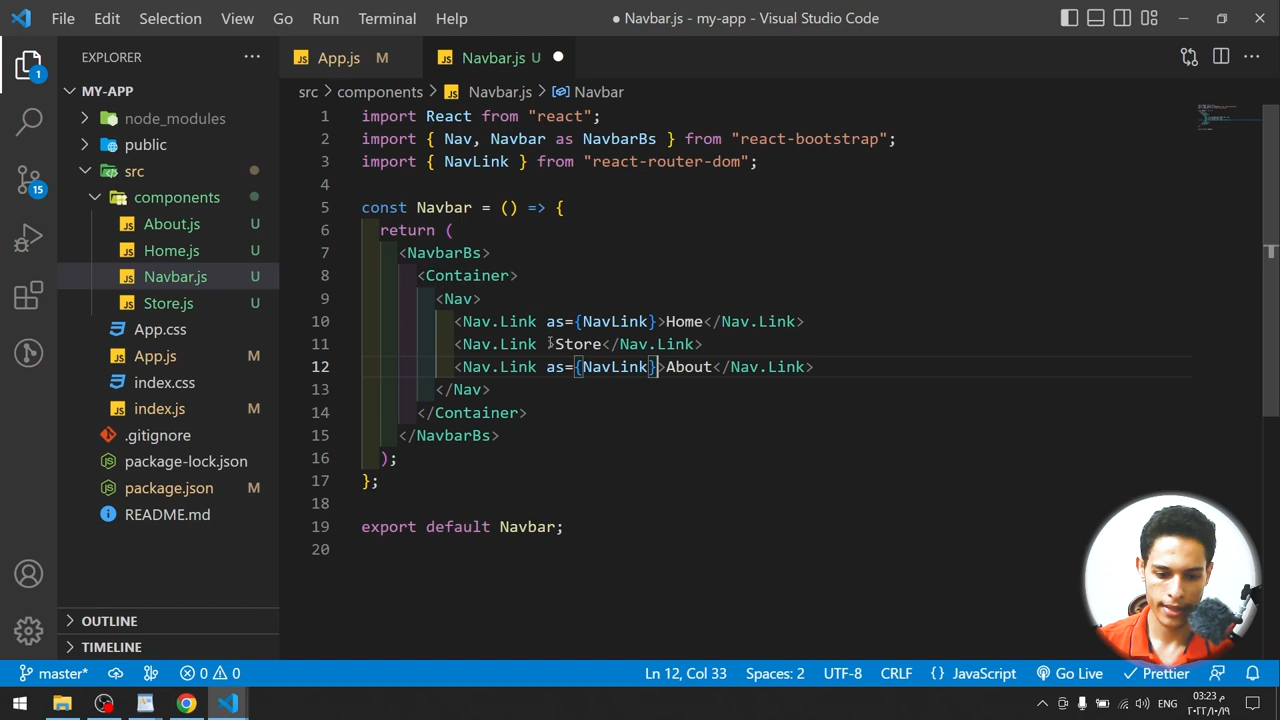 File Edit Selection View Go Run Terminal Help ● Navbar.js - my-app - Visual Studio Code
EXPLORER
JS App.js M
JS Navbar.js U
MY-APP
src > components > JS Navbar.js > Navbar
node_modules
public
src
components
JS About.js U
JS Home.js U
JS Navbar.js U
JS Store.js U
App.css
JS App.js M
index.css
JS index.js M
.gitignore
package-lock.json
package.json M
README.md
OUTLINE
TIMELINE
1
15
1 import React from "react";
2 import { Nav, Navbar as NavbarBs } from "react-bootstrap";
3 import { NavLink } from "react-router-dom";
4
5 const Navbar = () => {
6 return (
7 <NavbarBs>
8 <Container>
9 <Nav>
10 <Nav.Link as={NavLink}>Home</Nav.Link>
11 <Nav.Link >Store</Nav.Link>
12 <Nav.Link as={NavLink}>About</Nav.Link>
13 </Nav>
14 </Container>
15 </NavbarBs>
16 );
17 };
18
19 export default Navbar;
20
master* 0 0 Ln 12, Col 33 Spaces: 2 UTF-8 CRLF {} JavaScript Go Live Prettier
ENG 03:23 م
٢٠٢٢/١٠/١٩